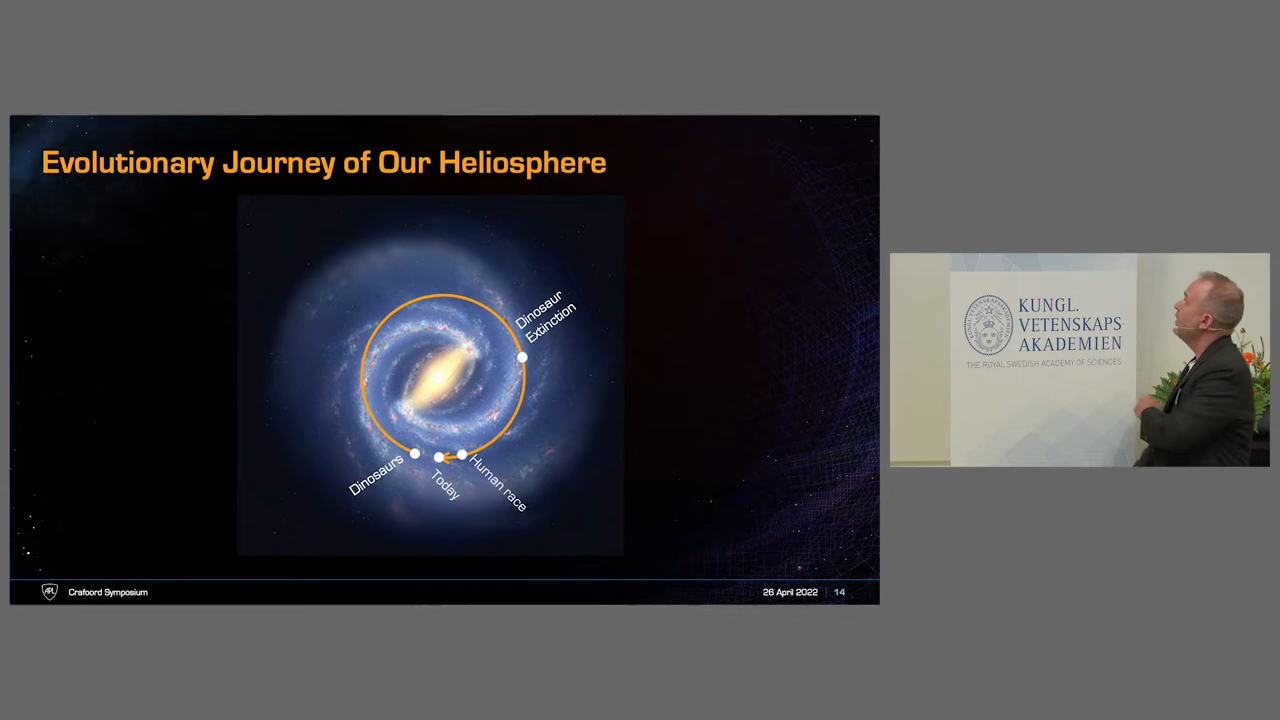 Evolutionary Journey of Our Heliosphere
Dinosaur
Extinction
Dinosaurs
Today
Human race
APL
Crafoord Symposium
26 April 2022
14
KUNGL.
VETENSKAPS-
AKADEMIEN
THE ROYAL SWEDISH ACADEMY OF SCIENCES